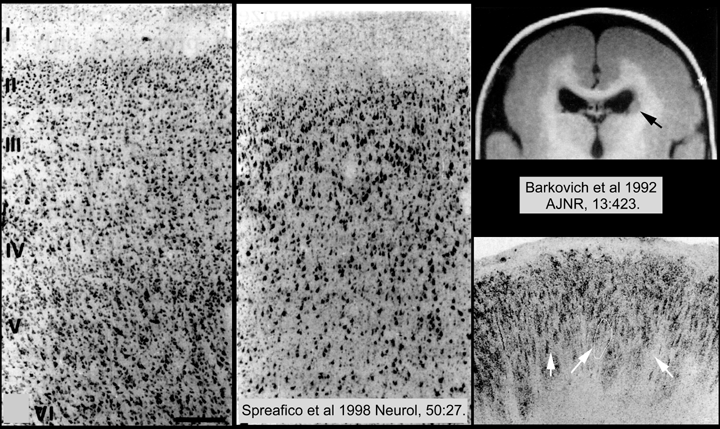 I
II
III
IV
V
VI
Spreafico et al 1998 Neurol, 50:27.
Barkovich et al 1992
AJNR, 13:423.